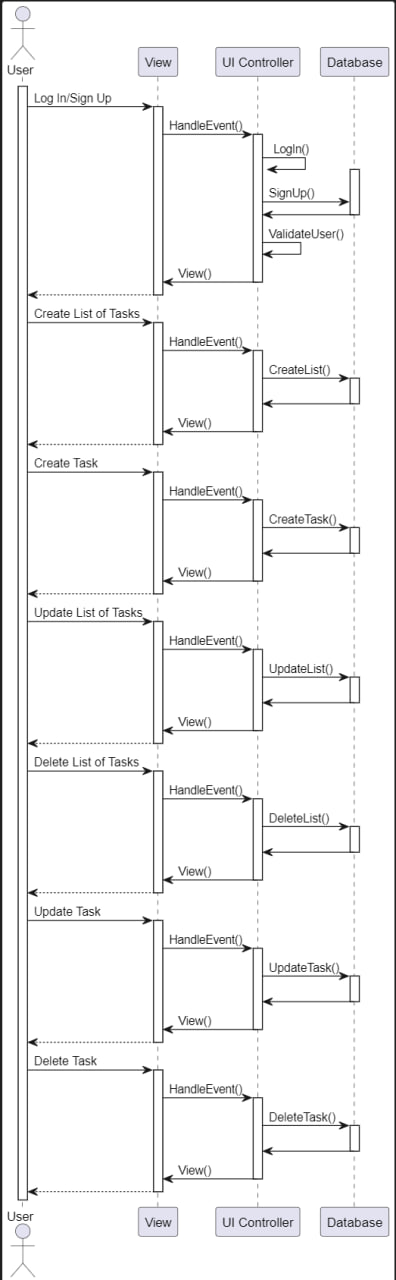 User
View
UI Controller
Database
Log In/Sign Up
HandleEvent()
LogIn()
SignUp()
ValidateUser()
View()
Create List of Tasks
HandleEvent()
CreateList()
View()
Create Task
HandleEvent()
CreateTask()
View()
Update List of Tasks
HandleEvent()
UpdateList()
View()
Delete List of Tasks
HandleEvent()
DeleteList()
View()
Update Task
HandleEvent()
UpdateTask()
View()
Delete Task
HandleEvent()
DeleteTask()
View()
User
View
UI Controller
Database